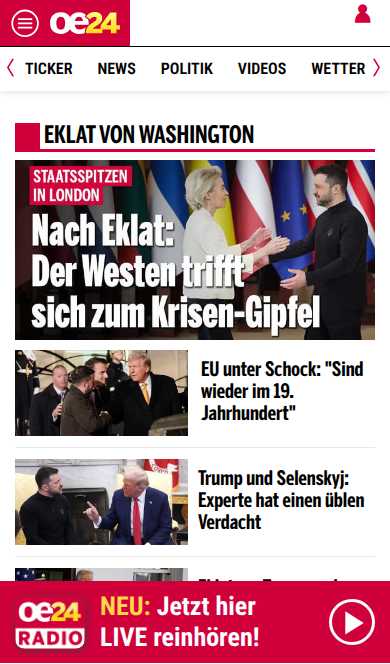 oe24
TICKER NEWS POLITIK VIDEOS WETTER
EKLAT VON WASHINGTON
STAATSSPITZEN
IN LONDON
Nach Eklat:
Der Westen trifft
sich zum Krisen-Gipfel
EU unter Schock: "Sind
wieder im 19.
Jahrhundert"
Trump und Selenskyj:
Experte hat einen üblen
Verdacht
oe24
RADIO
NEU: Jetzt hier
LIVE reinhören!